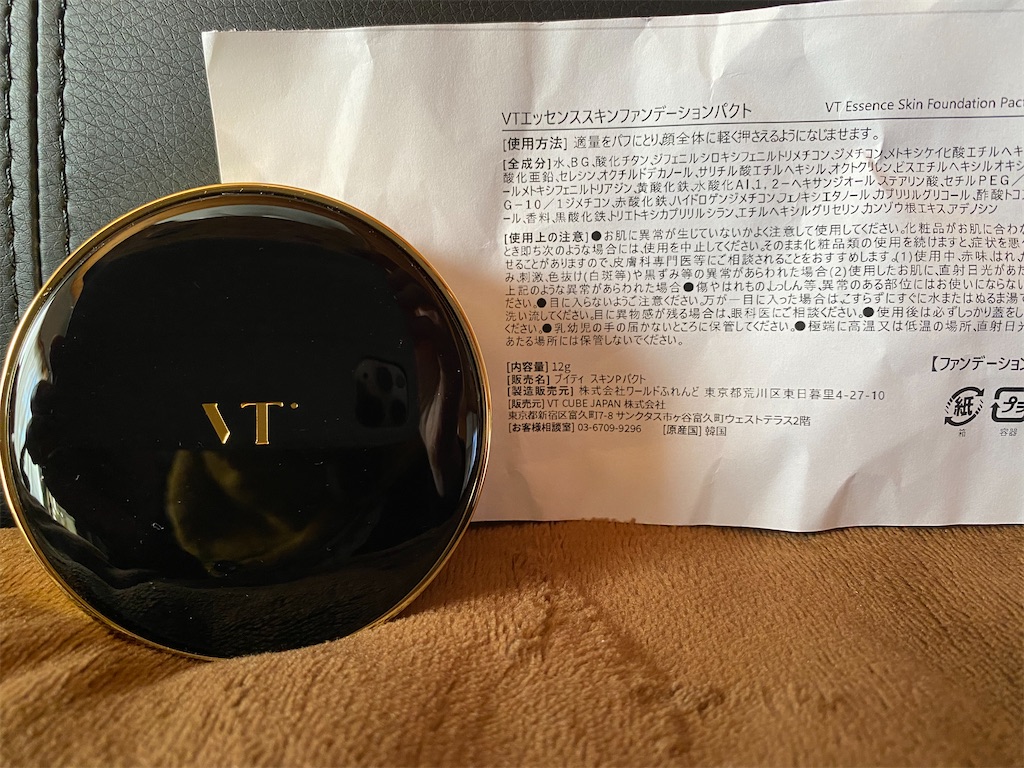 VT
VTエッセンススキンファンデーションパクト
VT Essence Skin Foundation Pact
[使用方法] 適量をパフにとり、顔全体に軽く押さえるようになじませます。
[全成分]水、BG、酸化チタン、ジフェニルシロキシフェニルトリメチコン、ジメチコン、メトキシケイヒ酸エチルヘキ
酸化亜鉛、セレシン、オクチルドデカノール、サリチル酸エチルヘキシル、オクトクリレン、ビスエチルヘキシルオキシ
ールメトキシフェニルトリアジン、黄酸化鉄、水酸化Al、1，2－ヘキサンジオール、ステアリン酸、セチルPEG／
G－10／1ジメチコン、赤酸化鉄、ハイドロゲンジメチコン、フェノキシエタノール、カプリリルグリコール、酢酸トコ
ール、香料、黒酸化鉄、トリエトキシカプリリルシラン、エチルヘキシルグリセリン、カンゾウ根エキス、アデノシン
[使用上の注意]●お肌に異常が生じていないかよく注意して使用してください。化粧品がお肌に合わ
とき即ち次のような場合には、使用を中止してください。そのまま化粧品類の使用を続けますと、症状を悪
せることがありますので、皮膚科専門医等にご相談されることをおすすめします。(1)使用中、赤味、はれ、か
み、刺激、色抜け(白斑等)や黒ずみ等の異常があらわれた場合(2)使用したお肌に、直射日光があた
上記のような異常があらわれた場合●傷やはれもの、しっしん等、異常のある部位にはお使いにならない
ださい。●目に入らないようご注意ください。万が一目に入った場合は、こすらずにすぐに水またはぬるま湯で
洗い流してください。目に異物感が残る場合は、眼科医にご相談ください。●使用後は必ずしっかり蓋をし
ください。●乳幼児の手の届かないところに保管してください。●極端に高温又は低温の場所、直射日光
あたる場所には保管しないでください。
[内容量] 12g
[販売名] ブイティ スキンPパクト
[製造販売元] 株式会社ワールドふれんど 東京都荒川区東日暮里4-27-10
[販売元] VT CUBE JAPAN 株式会社
東京都新宿区富久町7-8 サンクタス市ヶ谷富久町ウェストテラス2階
[お客様相談室] 03-6709-9296 [原産国] 韓国
【ファンデーション
紙 プラ
箱 容器